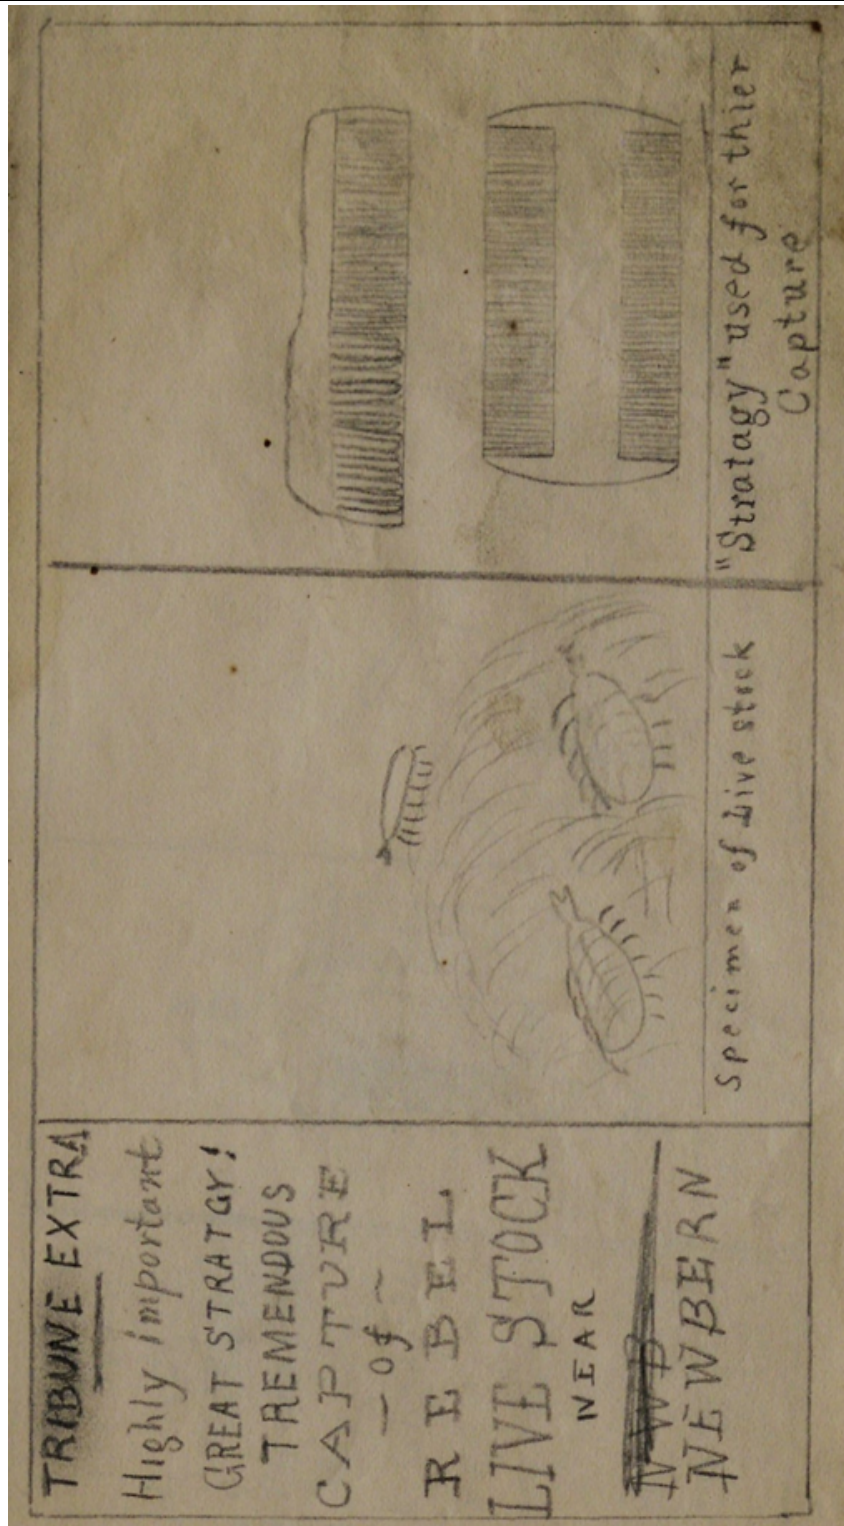 TRIBUNE EXTRA
Highly important
GREAT STRATGY!
TREMENDOUS
CAPTURE
— of ~
REBEL
LIVE STOCK
NEAR
NWB
NEWBERN
Specimen of Live stock
"Stratagy" used for thier
Capture